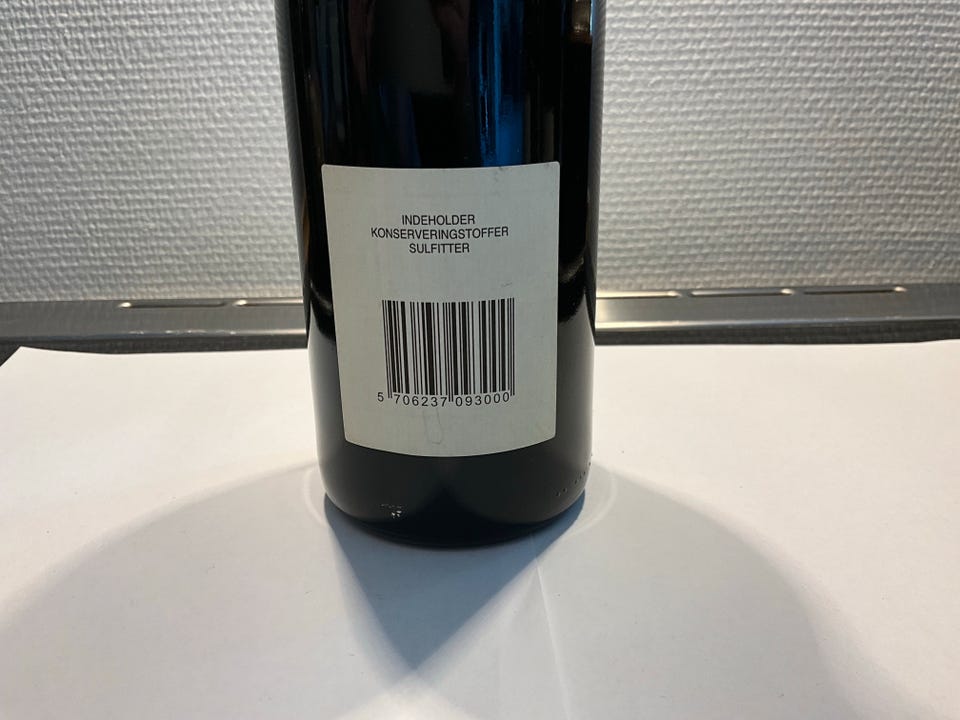 INDEHOLDER
KONSERVERINGSTOFFER
SULFITTER
5 706237 093000